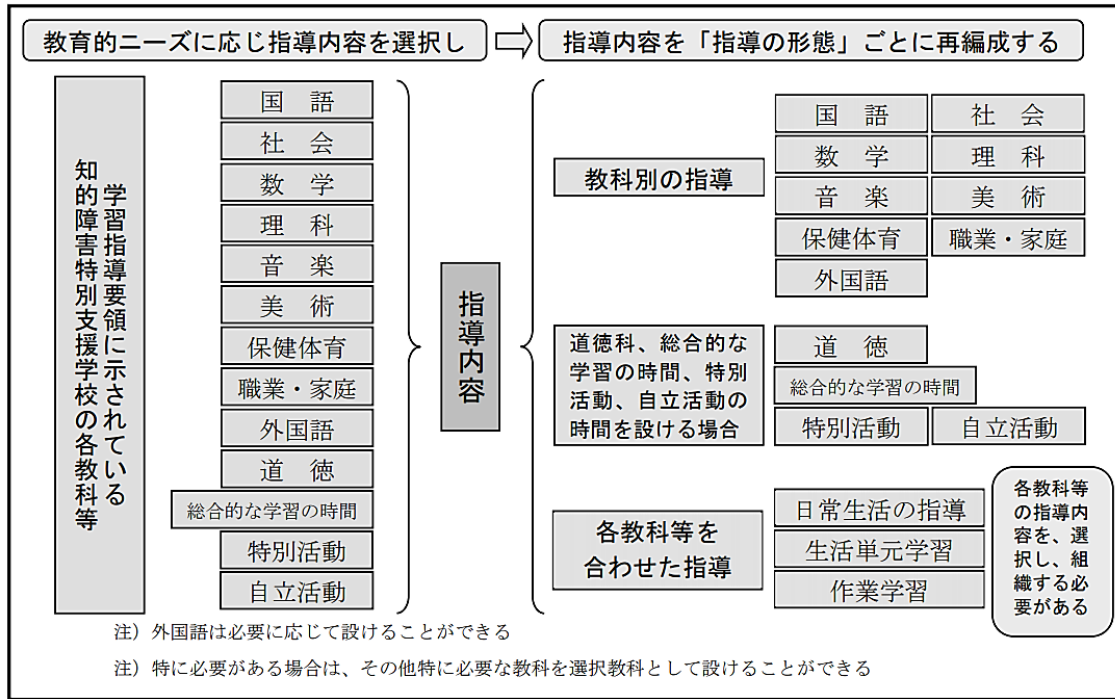 教育的ニーズに応じ指導内容を選択し
指導内容を「指導の形態」ごとに再編成する
学習指導要領に示されている
知的障害特別支援学校の各教科等
国　語
社　会
数　学
理　科
音　楽
美　術
保健体育
職業・家庭
外国語
道　徳
総合的な学習の時間
特別活動
自立活動
指導内容
教科別の指導
国　語
社　会
数　学
理　科
音　楽
美　術
保健体育
職業・家庭
外国語
道徳科、総合的な
学習の時間、特別
活動、自立活動の
時間を設ける場合
道　徳
総合的な学習の時間
特別活動
自立活動
各教科等を
合わせた指導
日常生活の指導
生活単元学習
作業学習
各教科等
の指導内
容を、選
択し、組
織する必
要がある
注）外国語は必要に応じて設けることができる
注）特に必要がある場合は、その他特に必要な教科を選択教科として設けることができる